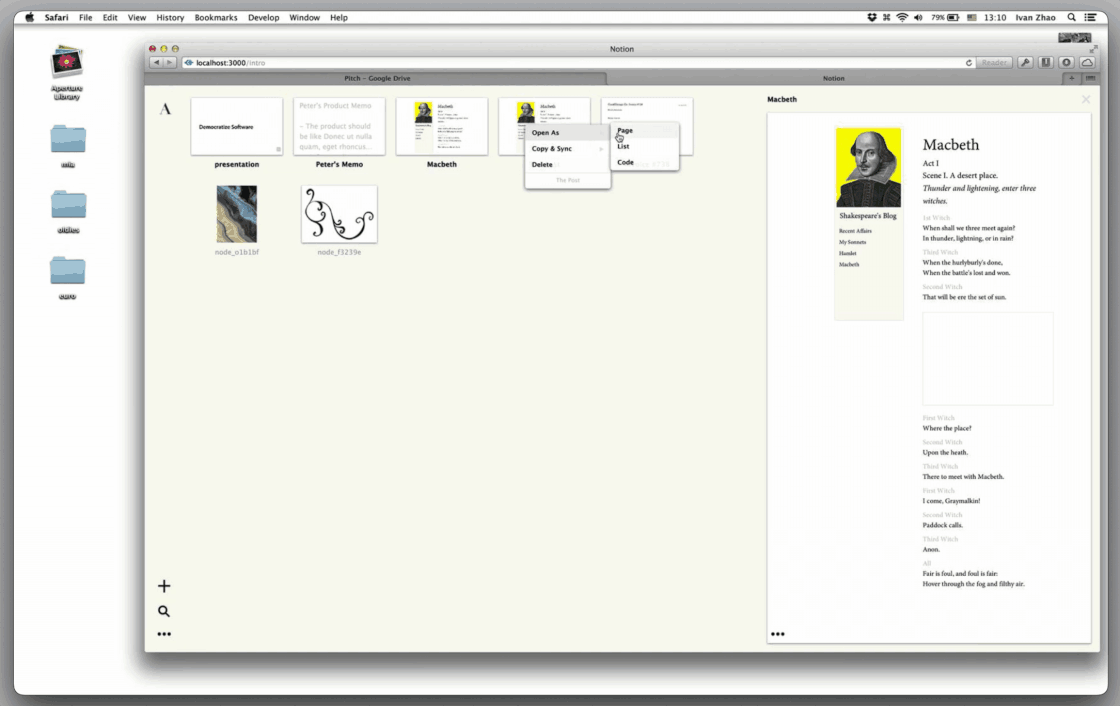 Safari File Edit View History Bookmarks Develop Window Help
79% 13:10 Ivan Zhao
Notion
localhost:3000/intro
Reader
Pitch – Google Drive
Notion
Aperture
Library
mia
oldies
euro
A
Democratize Software
presentation
Peter's Product Memo
– The product should
be like Donec ut nulla
quam, eget rhoncus...
Peter's Memo
Macbeth
Macbeth
Macbeth
Open As
Copy & Sync
Delete
The Post
Page
List
Code
node_o1b1bf
node_f3239e
Macbeth
Shakespeare's Blog
Recent Affairs
My Sonnets
Hamlet
Macbeth
Macbeth
Act I
Scene I. A desert place.
Thunder and lightning, enter three
witches.
1st Witch
When shall we three meet again?
In thunder, lightning, or in rain?
Third Witch
When the hurlyburly's done,
When the battle's lost and won.
Second Witch
That will be ere the set of sun.
First Witch
Where the place?
Second Witch
Upon the heath.
Third Witch
There to meet with Macbeth.
First Witch
I come, Graymalkin!
Second Witch
Paddock calls.
Third Witch
Anon.
All
Fair is foul, and foul is fair:
Hover through the fog and filthy air.